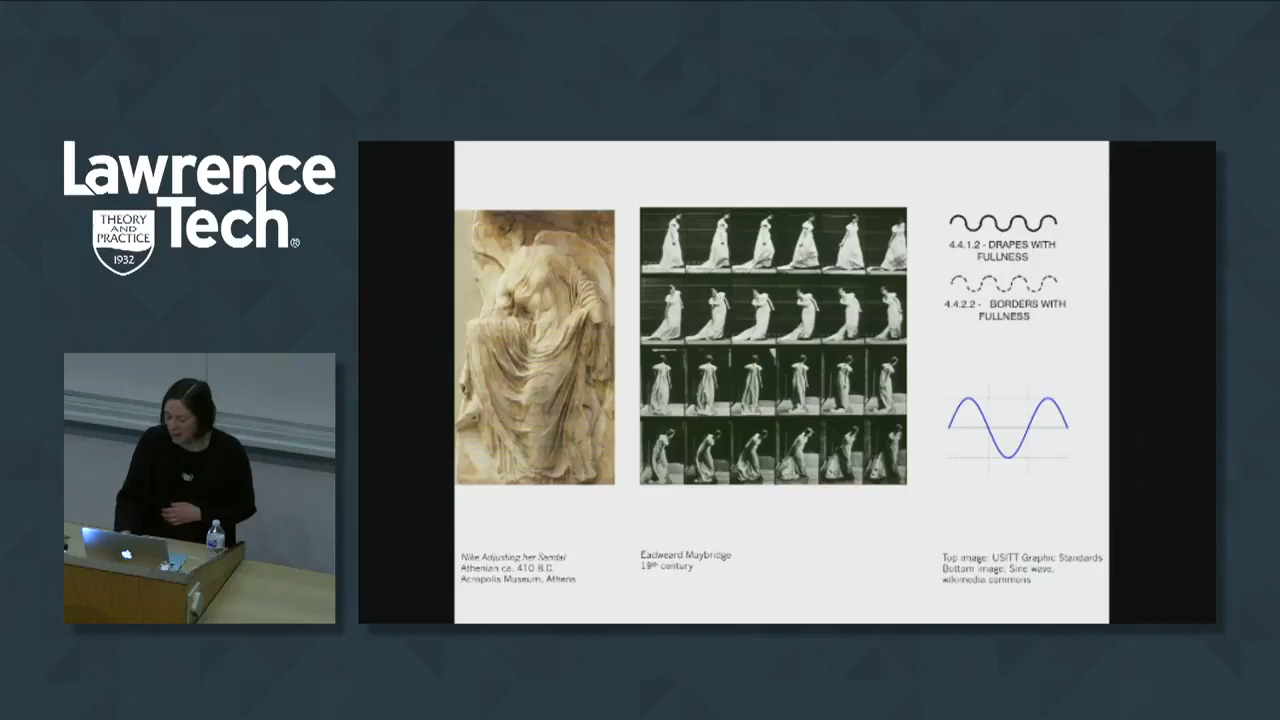 Lawrence
Tech®
THEORY
AND
PRACTICE
1932
4.4.1.2 - DRAPES WITH
FULLNESS
4.4.2.2 - BORDERS WITH
FULLNESS
Nike Adjusting her Sandal
Athenian ca. 410 B.C.
Acropolis Museum, Athens
Eadweard Muybridge
19th century
Top image: USITT Graphic Standards
Bottom image: Sine wave,
wikimedia commons